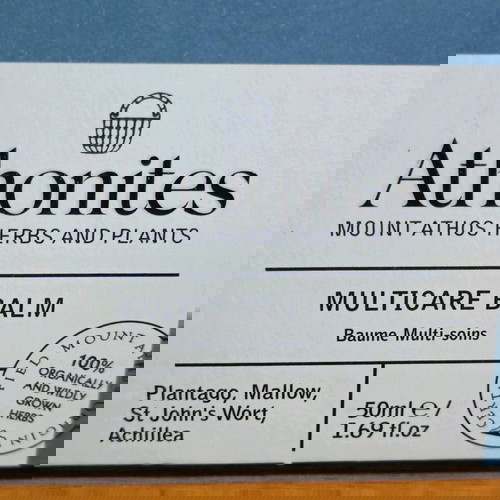 Athonites
MOUNT ATHOS HERBS AND PLANTS
MULTICARE BALM
Baume Multi-soins
BALM
100%
ORGANICALLY
AND WILDLY
GROWN
HERBS
Plantago, Mallow,
St John's Wort,
Achillea
50ml ℮ /
1.69 fl.oz